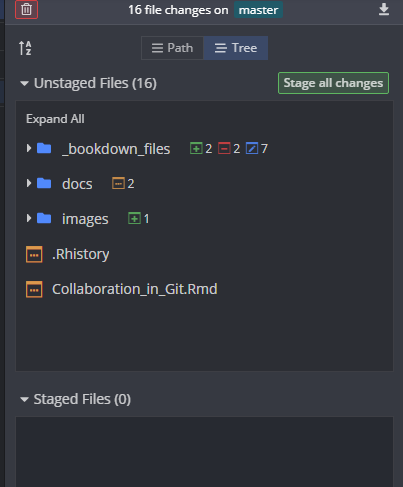 16 file changes on master
Path Tree
Unstaged Files (16) Stage all changes
Expand All
_bookdown_files 2 2 7
docs 2
images 1
.Rhistory
Collaboration_in_Git.Rmd
Staged Files (0)